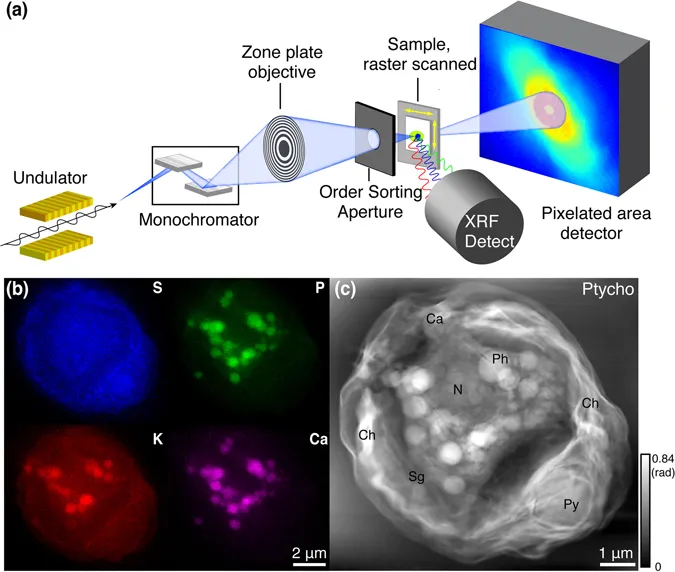 (a)
Zone plate
objective
Sample,
raster scanned
Undulator
Monochromator
Order Sorting
Aperture
XRF
Detect
Pixelated area
detector
(b)
S
P
K
Ca
2 μm
(c)
Ptycho
Ca
Ph
N
Ch
Ch
Sg
Py
0.84
(rad)
0
1 μm